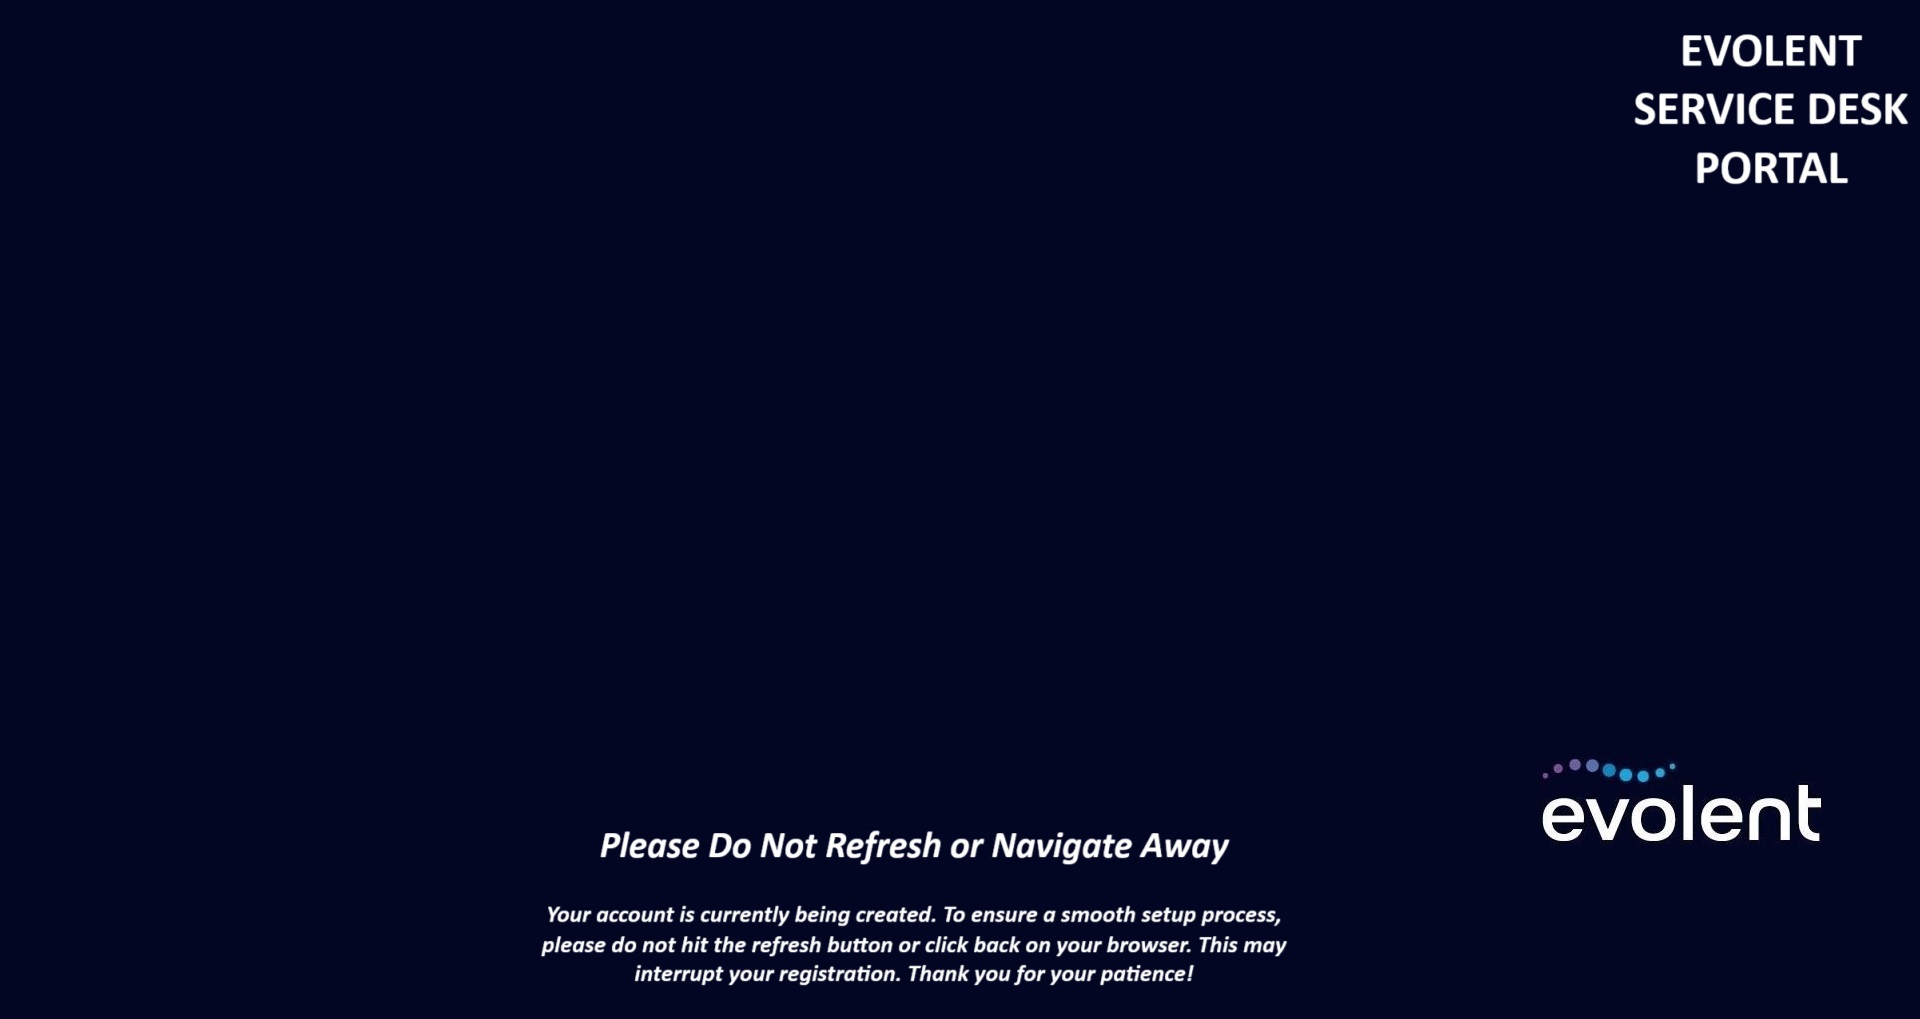 EVOLENT
SERVICE DESK
PORTAL
evolent
Please Do Not Refresh or Navigate Away
Your account is currently being created. To ensure a smooth setup process,
please do not hit the refresh button or click back on your browser. This may
interrupt your registration. Thank you for your patience!